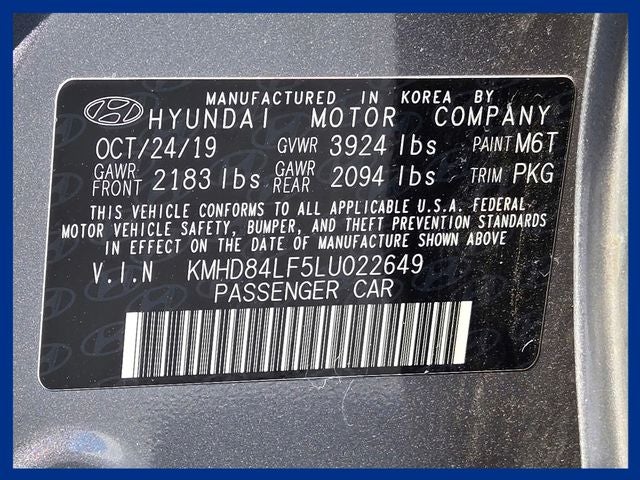 MANUFACTURED IN KOREA BY
HYUNDAI MOTOR COMPANY
OCT/24/19 GVWR 3924 lbs PAINT M6T
GAWR FRONT 2183 lbs GAWR REAR 2094 lbs TRIM PKG
THIS VEHICLE CONFORMS TO ALL APPLICABLE U.S.A. FEDERAL
MOTOR VEHICLE SAFETY, BUMPER, AND THEFT PREVENTION STANDARDS
IN EFFECT ON THE DATE OF MANUFACTURE SHOWN ABOVE.
V.I.N KMHD84LF5LU022649
PASSENGER CAR